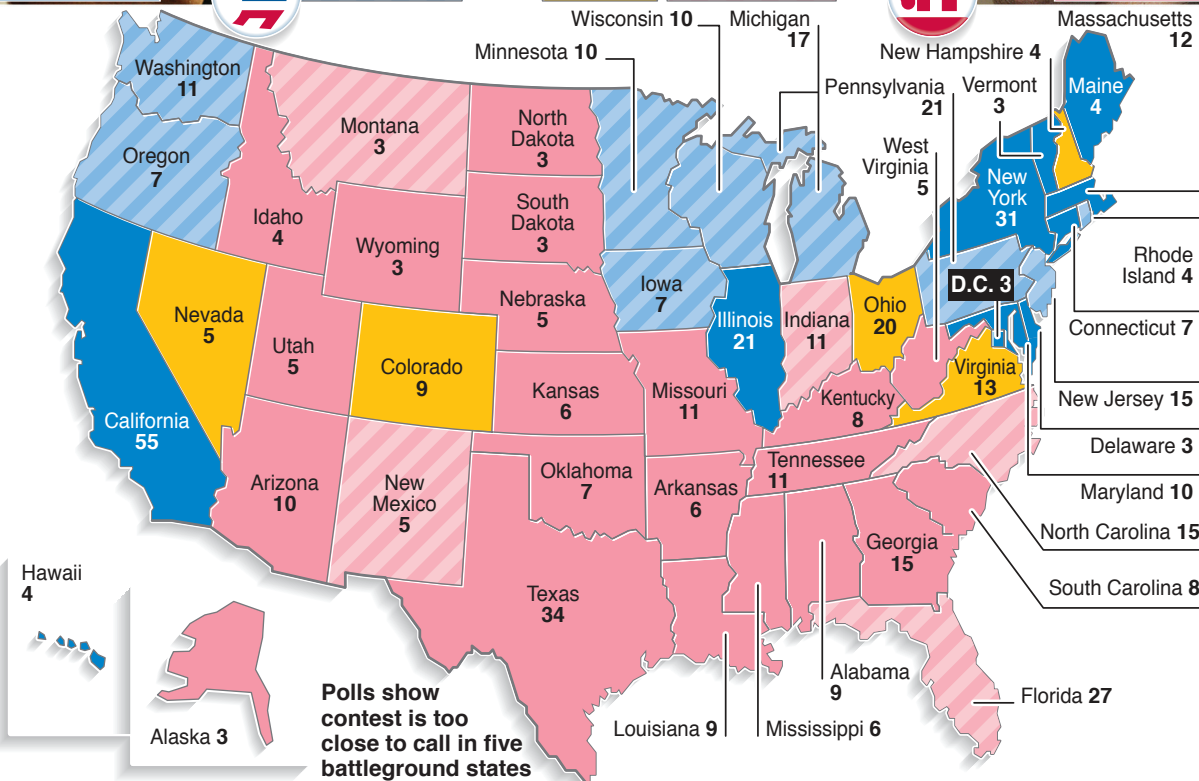 Wisconsin 10
Michigan
17
Massachusetts
12
Minnesota 10
New Hampshire 4
Washington
11
Pennsylvania
21
Vermont
3
Maine
4
Montana
3
North
Dakota
3
Oregon
7
West
Virginia
5
New
York
31
Idaho
4
South
Dakota
3
Wyoming
3
Rhode
Island 4
D.C. 3
Iowa
7
Nebraska
5
Nevada
5
Illinois
21
Indiana
11
Ohio
20
Connecticut 7
Utah
5
Colorado
9
Kansas
6
Missouri
11
Kentucky
8
Virginia
13
New Jersey 15
California
55
Delaware 3
Tennessee
11
Arizona
10
New
Mexico
5
Oklahoma
7
Arkansas
6
Maryland 10
North Carolina 15
Georgia
15
Hawaii
4
Texas
34
South Carolina 8
Alabama
9
Florida 27
Polls show
contest is too
close to call in five
battleground states
Alaska 3
Louisiana 9
Mississippi 6